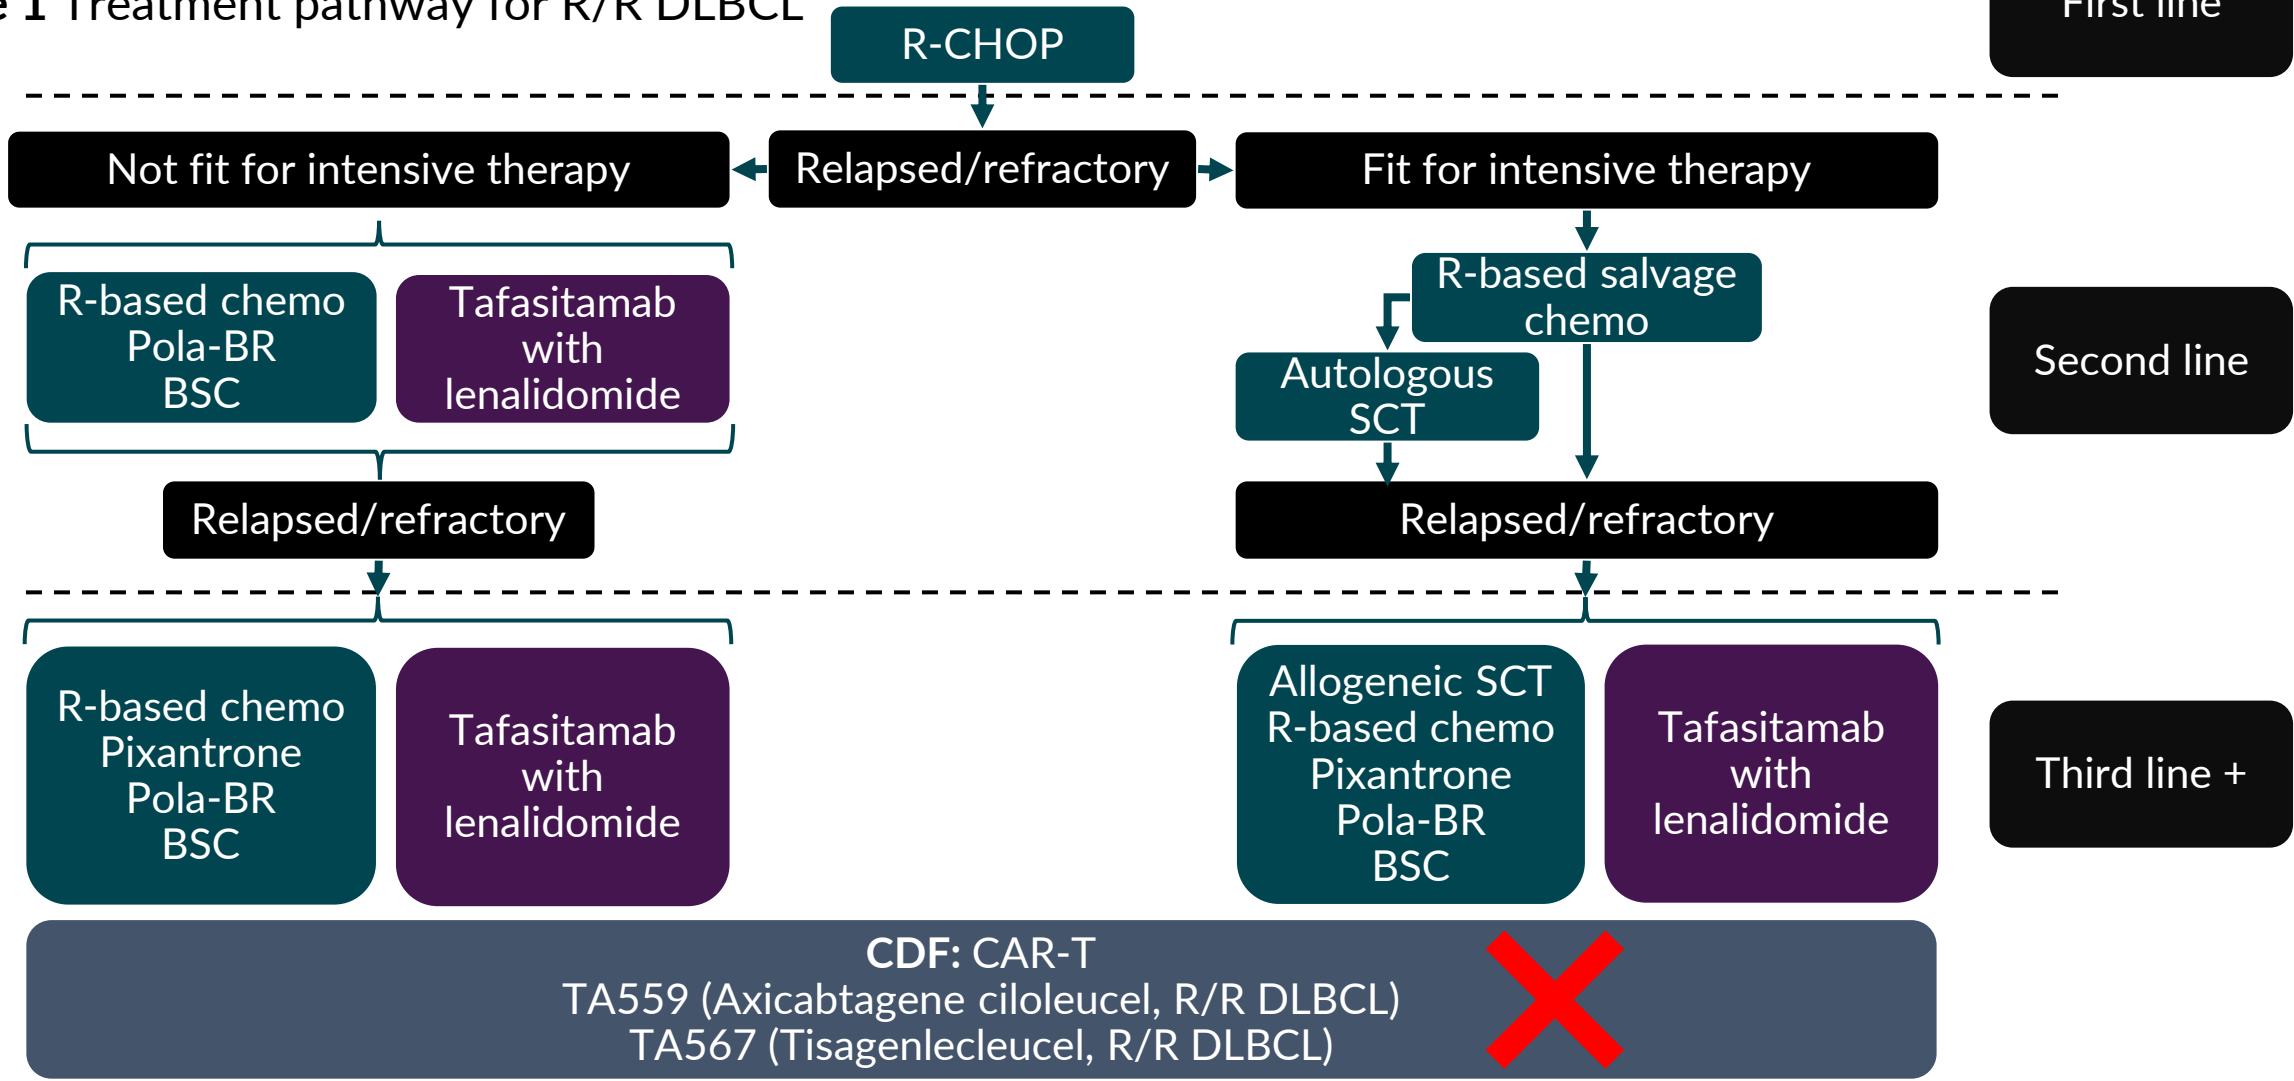 1 Treatment pathway for R/R DLBCL
R-CHOP
First line
Not fit for intensive therapy
Relapsed/refractory
Fit for intensive therapy
R-based chemo
Pola-BR
BSC
Tafasitamab
with
lenalidomide
R-based salvage
chemo
Autologous
SCT
Second line
Relapsed/refractory
Relapsed/refractory
R-based chemo
Pixantrone
Pola-BR
BSC
Tafasitamab
with
lenalidomide
Allogeneic SCT
R-based chemo
Pixantrone
Pola-BR
BSC
Tafasitamab
with
lenalidomide
Third line +
CDF: CAR-T
TA559 (Axicabtagene ciloleucel, R/R DLBCL)
TA567 (Tisagenlecleucel, R/R DLBCL)